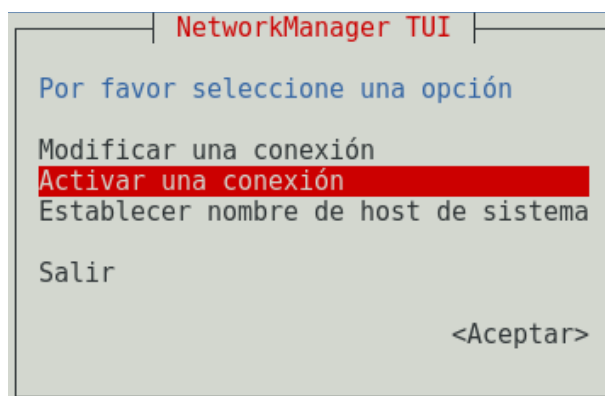 NetworkManager TUI
Por favor seleccione una opción
Modificar una conexión
Activar una conexión
Establecer nombre de host de sistema
Salir
<Aceptar>